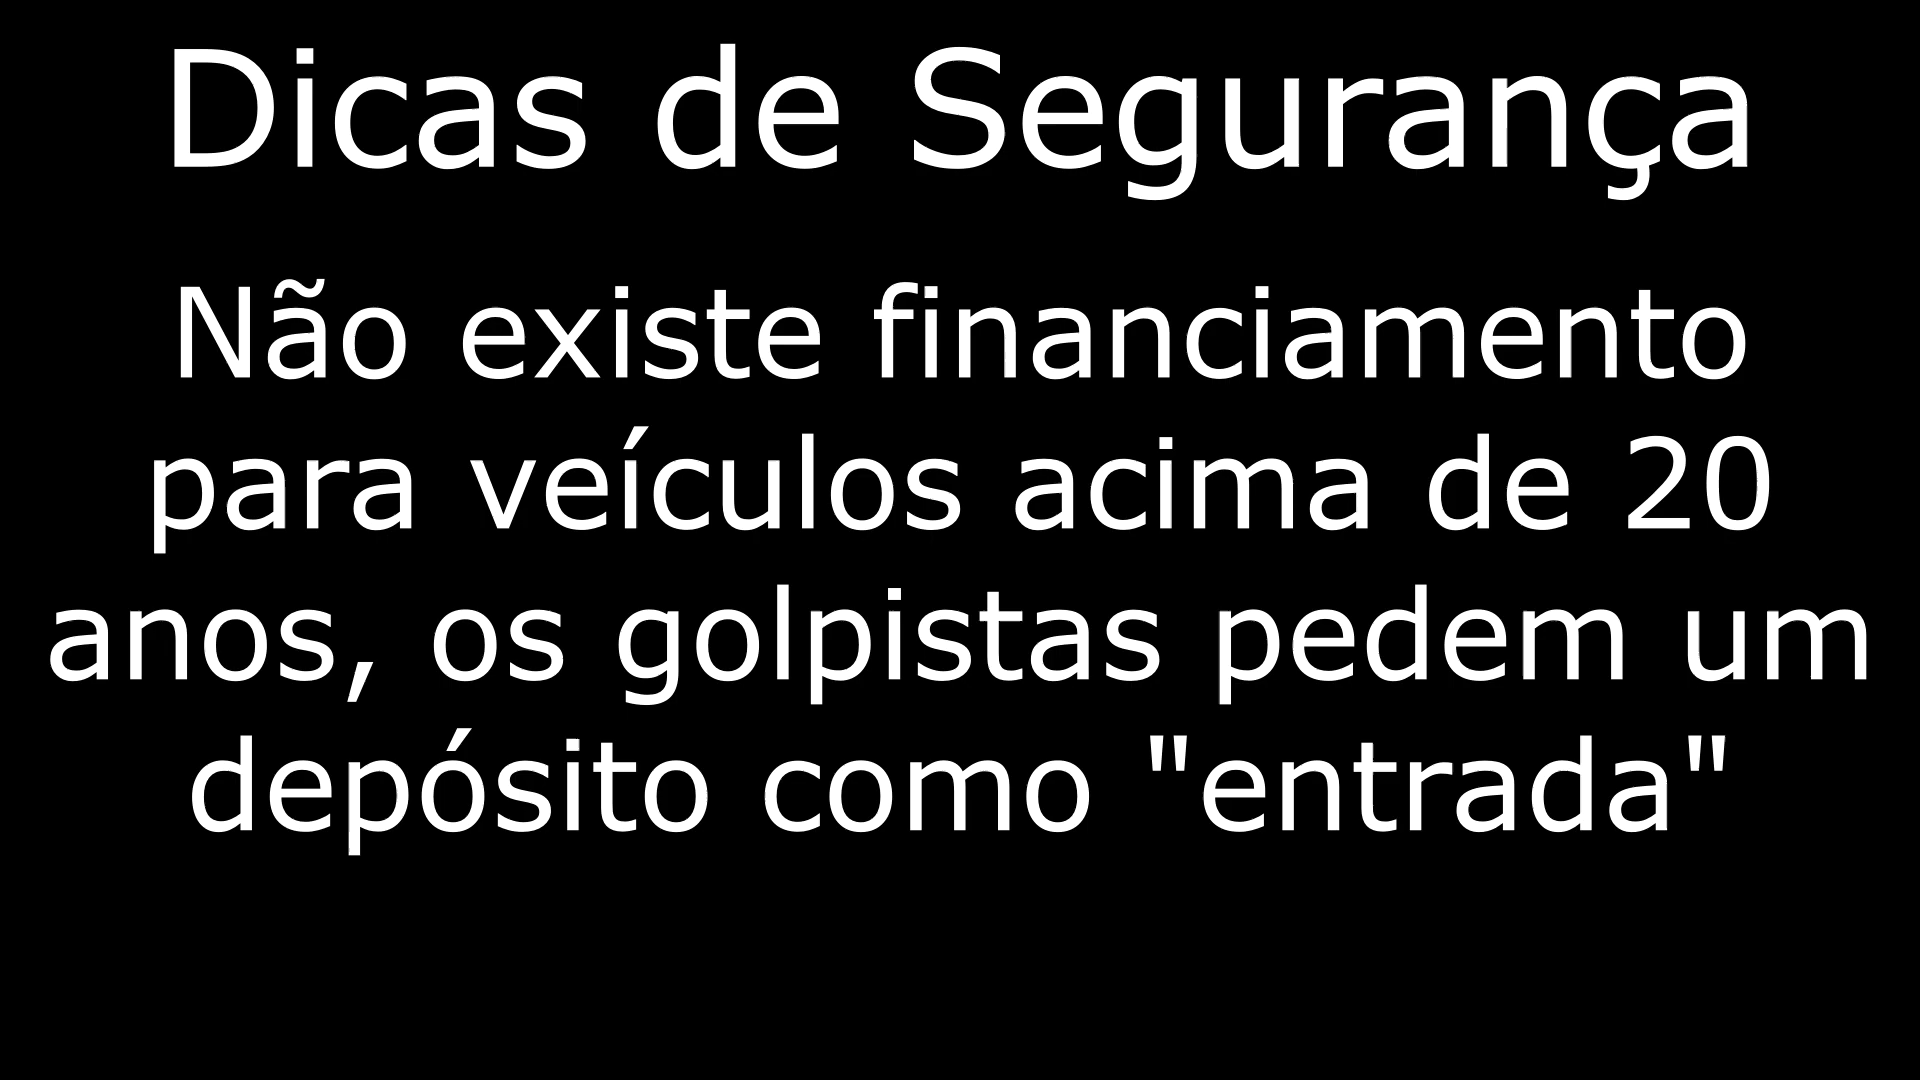 Dicas de Segurança
Não existe financiamento
para veículos acima de 20
anos, os golpistas pedem um
depósito como "entrada"